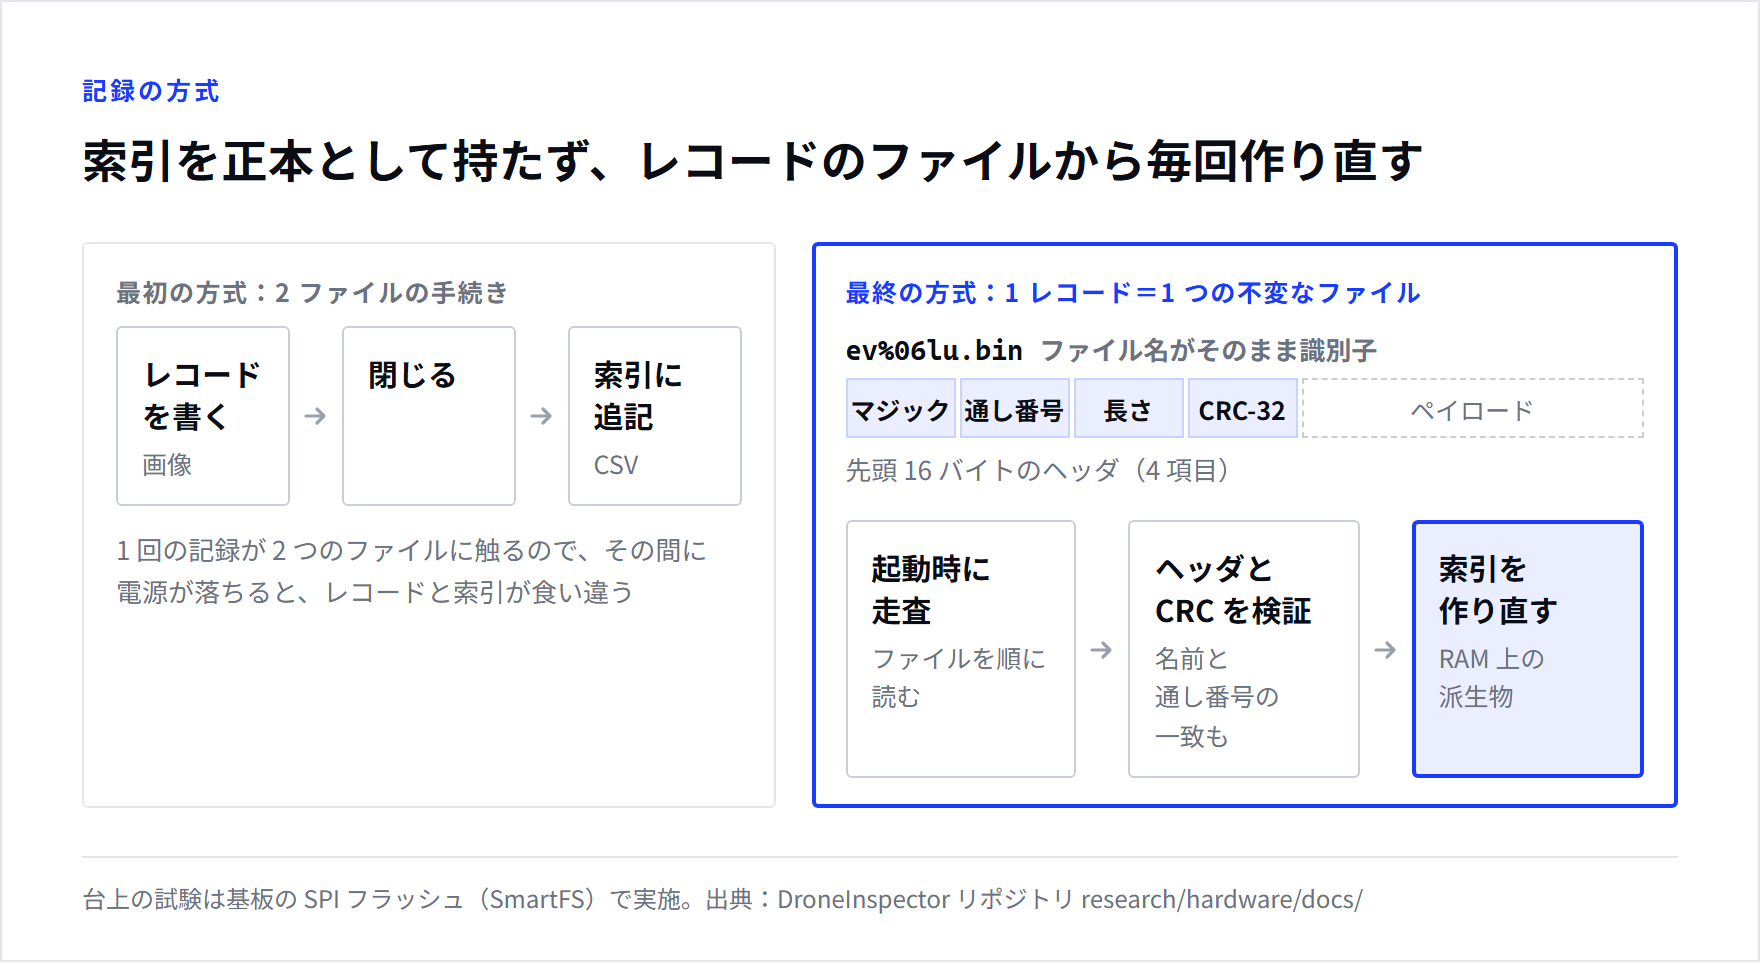 記録の方式
索引を正本として持たず、レコードのファイルから毎回作り直す
最初の方式：2 ファイルの手続き
レコード
を書く
画像
→
閉じる
→
索引に
追記
CSV
1 回の記録が 2 つのファイルに触るので、その間に
電源が落ちると、レコードと索引が食い違う
最終の方式：1 レコード＝1 つの不変なファイル
ev%06lu.bin ファイル名がそのまま識別子
マジック 通し番号 長さ CRC-32 ペイロード
先頭 16 バイトのヘッダ（4 項目）
起動時に
走査
ファイルを順に
読む
→
ヘッダと
CRC を検証
名前と
通し番号の
一致も
→
索引を
作り直す
RAM 上の
派生物
台上の試験は基板の SPI フラッシュ（SmartFS）で実施。出典：DroneInspector リポジトリ research/hardware/docs/